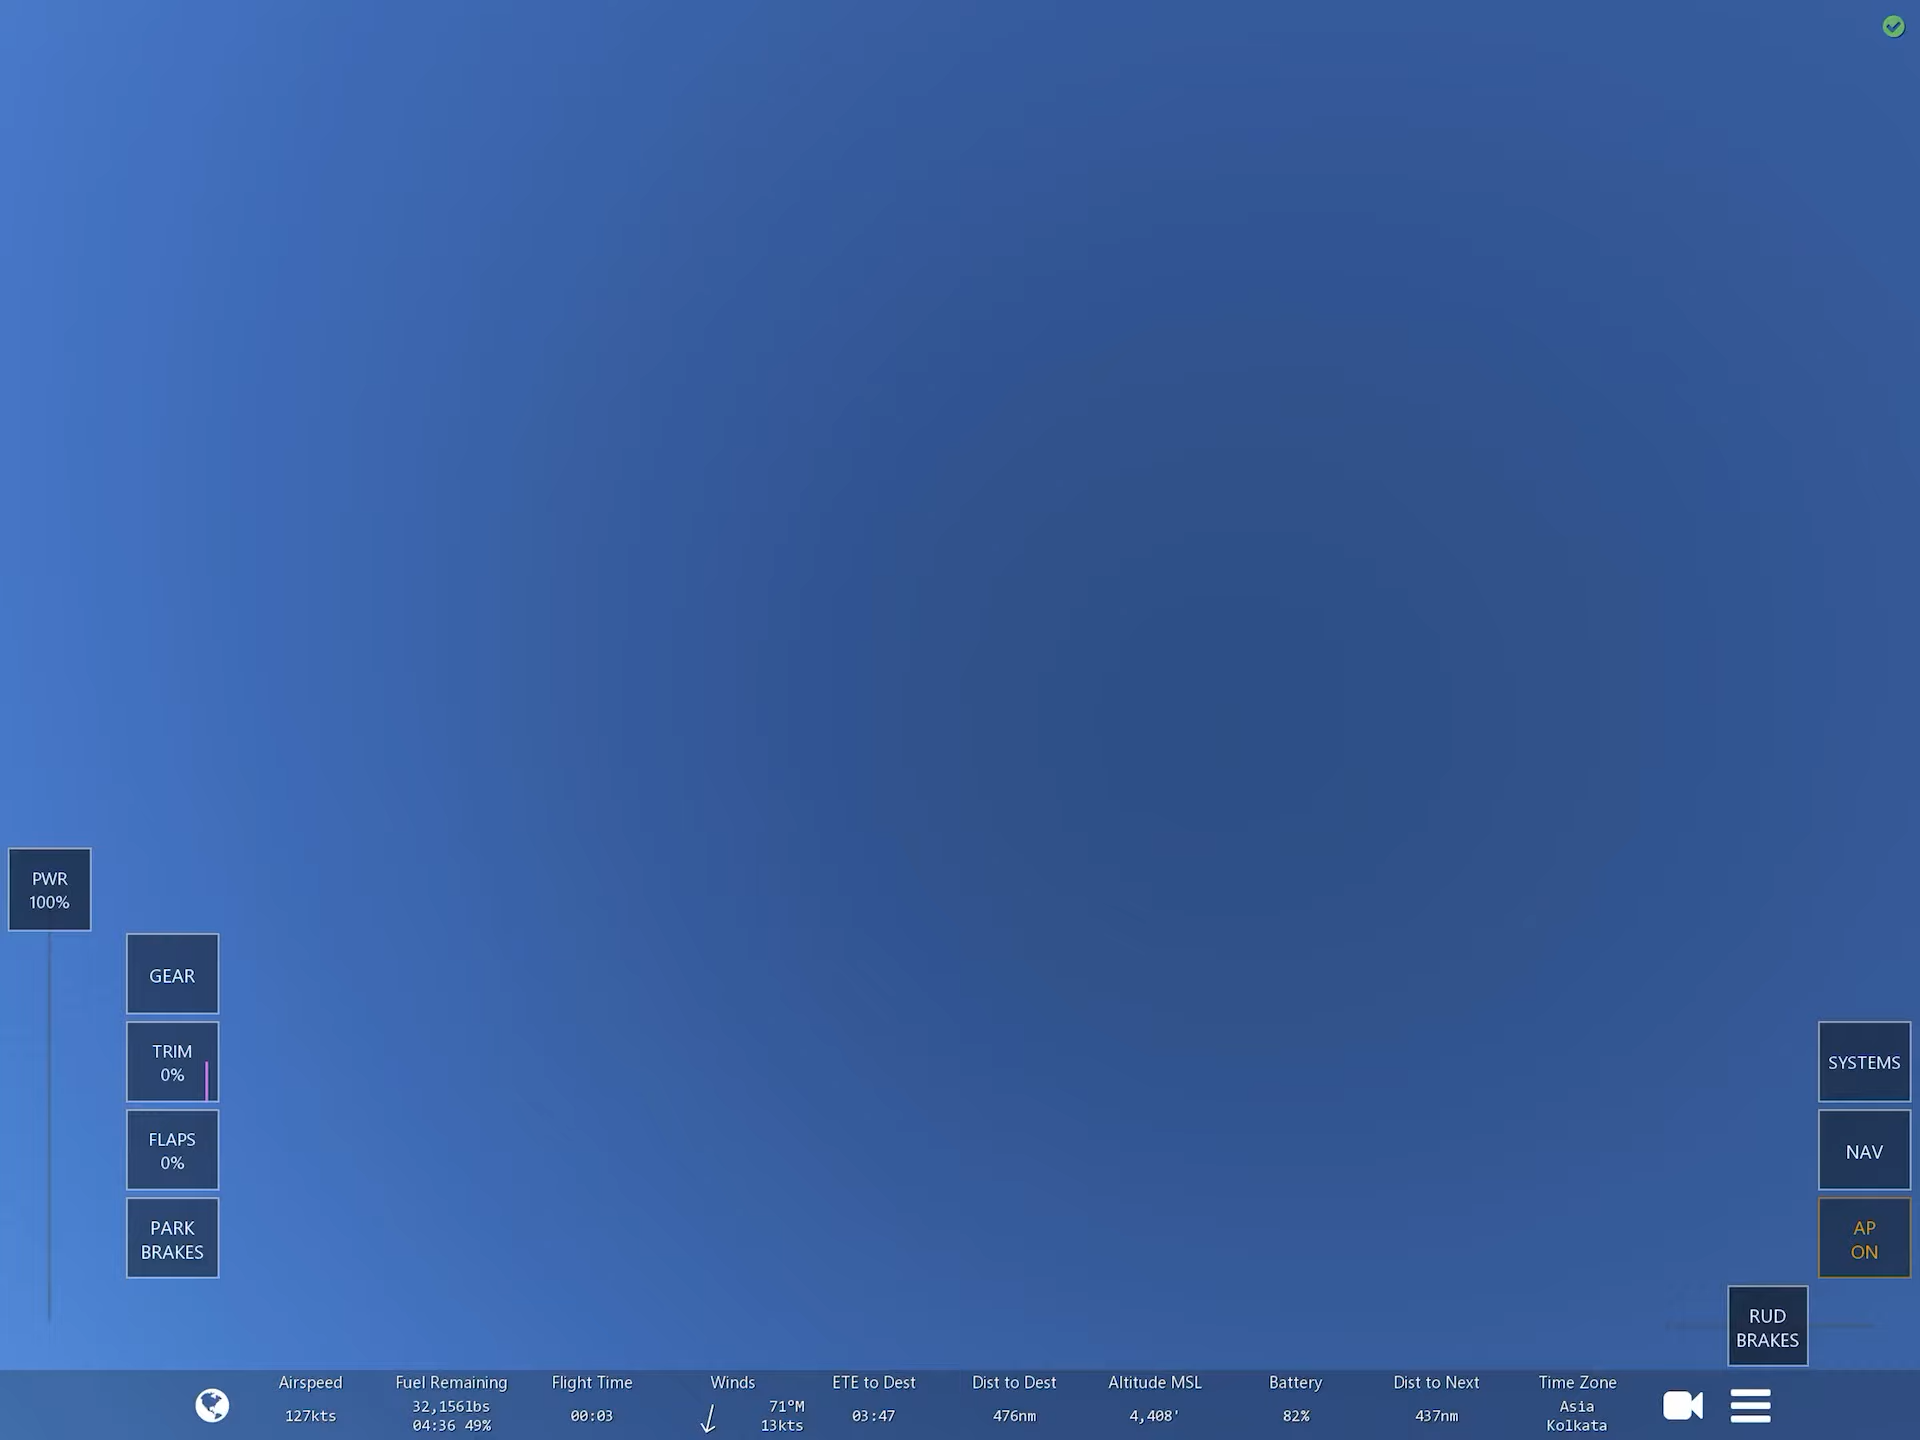 PWR
100%
GEAR
TRIM
0%
FLAPS
0%
PARK
BRAKES
SYSTEMS
NAV
AP
ON
RUD
BRAKES
Airspeed
127kts
Fuel Remaining
32,156lbs
04:36 49%
Flight Time
00:03
Winds
71°M
13kts
ETE to Dest
03:47
Dist to Dest
476nm
Altitude MSL
4,408'
Battery
82%
Dist to Next
437nm
Time Zone
Asia
Kolkata